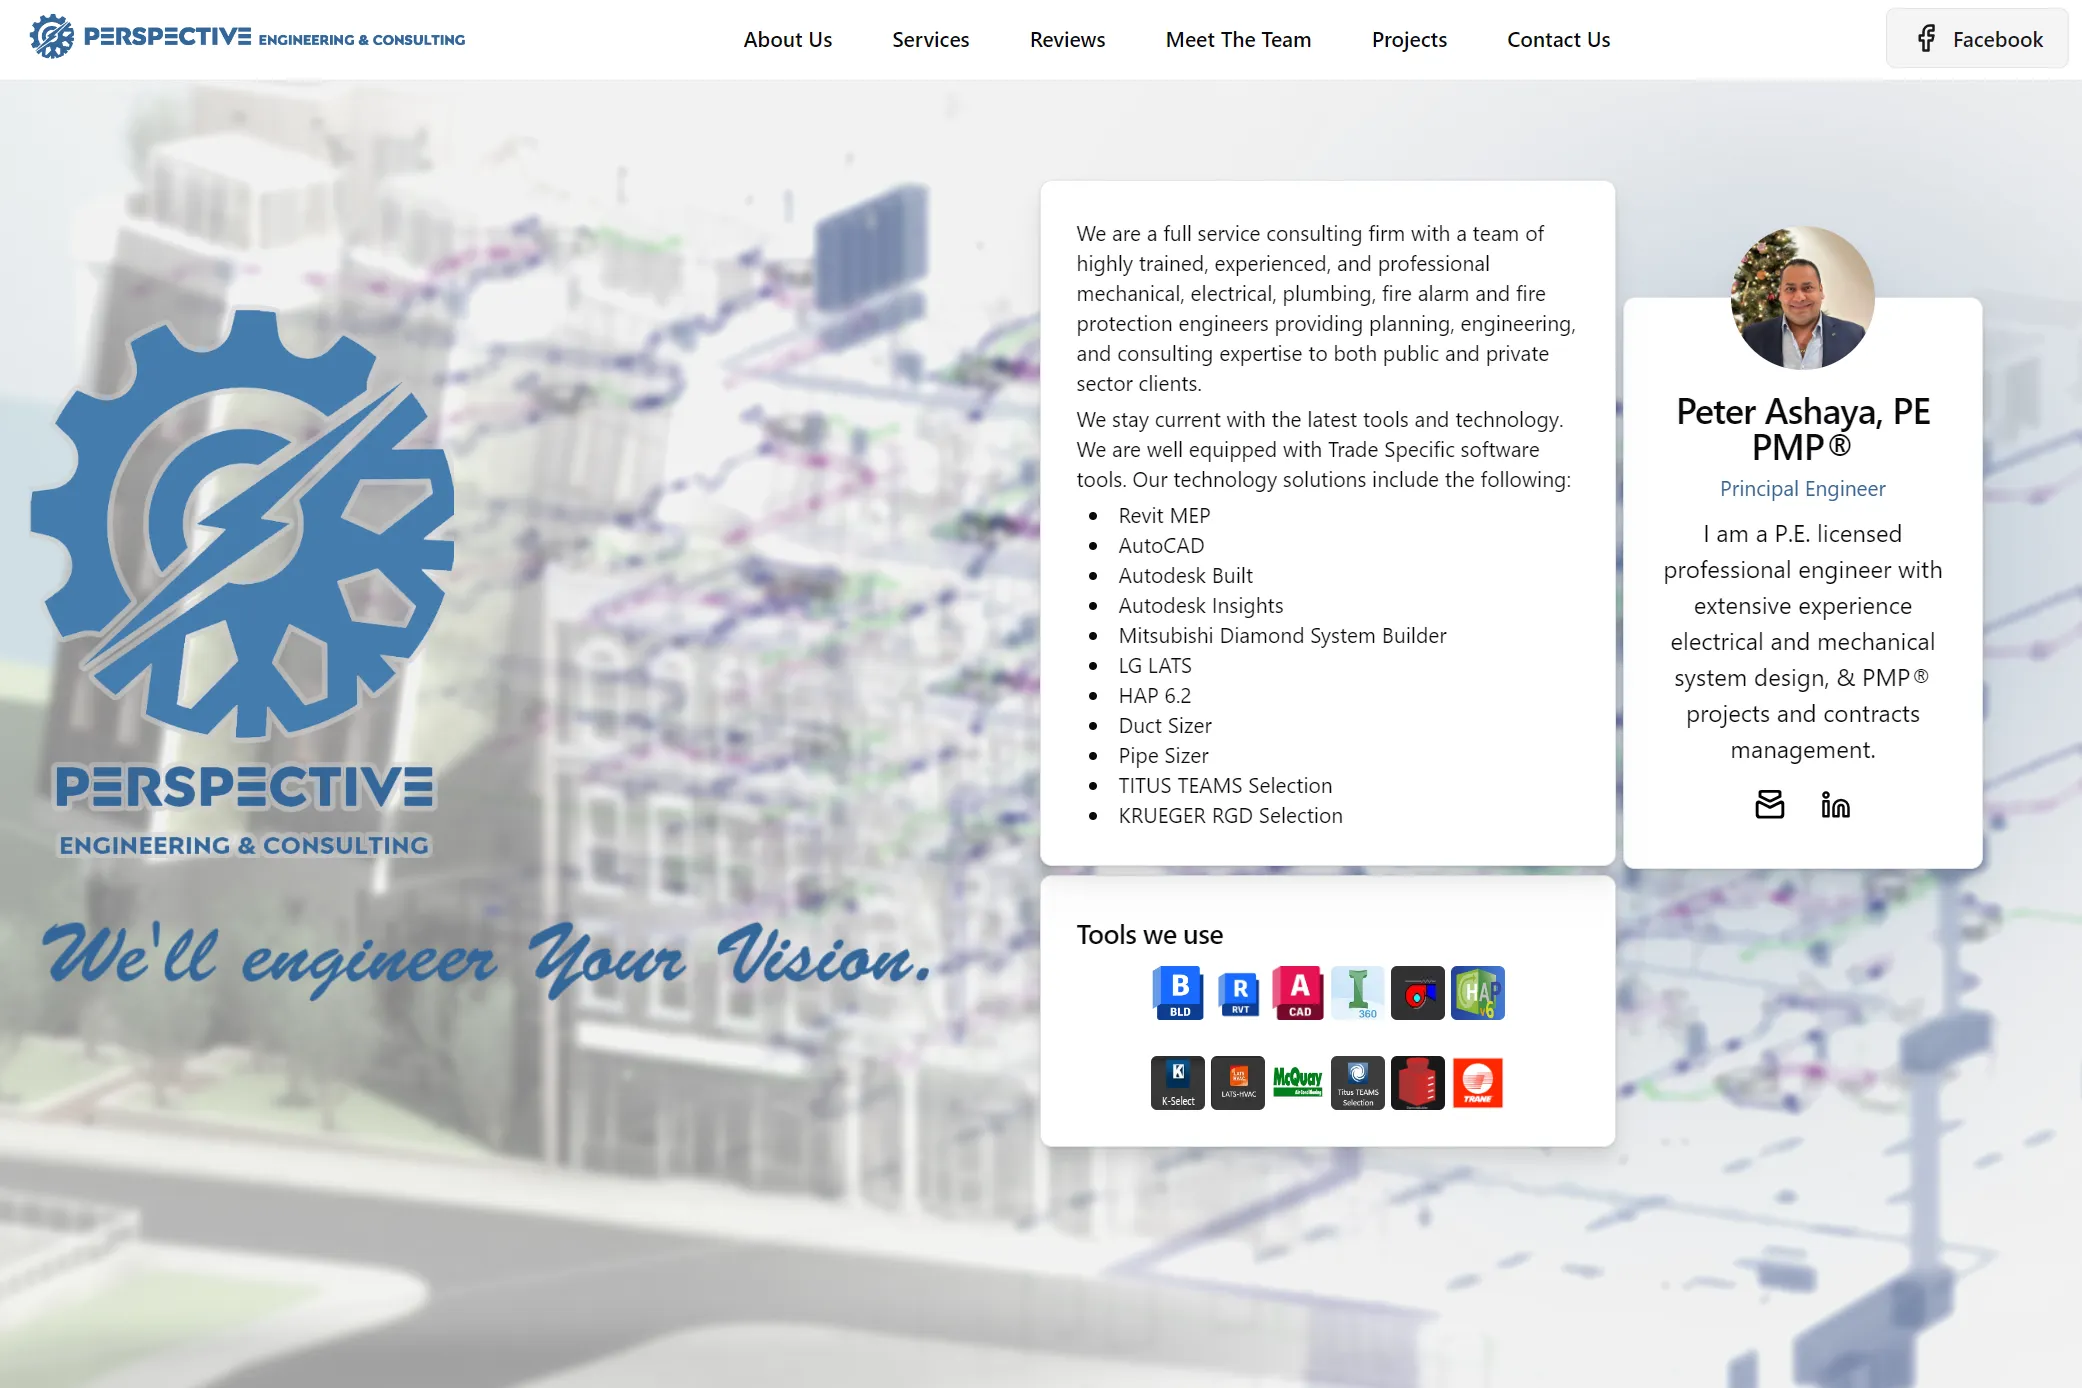 PERSPECTIVE ENGINEERING & CONSULTING
About Us
Services
Reviews
Meet The Team
Projects
Contact Us
Facebook
PERSPECTIVE
ENGINEERING & CONSULTING
We'll engineer Your Vision.
We are a full service consulting firm with a team of
highly trained, experienced, and professional
mechanical, electrical, plumbing, fire alarm and fire
protection engineers providing planning, engineering,
and consulting expertise to both public and private
sector clients.
We stay current with the latest tools and technology.
We are well equipped with Trade Specific software
tools. Our technology solutions include the following:
• Revit MEP
• AutoCAD
• Autodesk Built
• Autodesk Insights
• Mitsubishi Diamond System Builder
• LG LATS
• HAP 6.2
• Duct Sizer
• Pipe Sizer
• TITUS TEAMS Selection
• KRUEGER RGD Selection
Peter Ashaya, PE
PMP®
Principal Engineer
I am a P.E. licensed
professional engineer with
extensive experience
electrical and mechanical
system design, & PMP®
projects and contracts
management.
in
Tools we use
B
BLD
R
RVT
A
CAD
I
360
HAP
v6
K
K-Select
LATS
HVAC
LATS-HVAC
McQuay
Air Conditioning
Titus TEAMS
Selection
TRANE